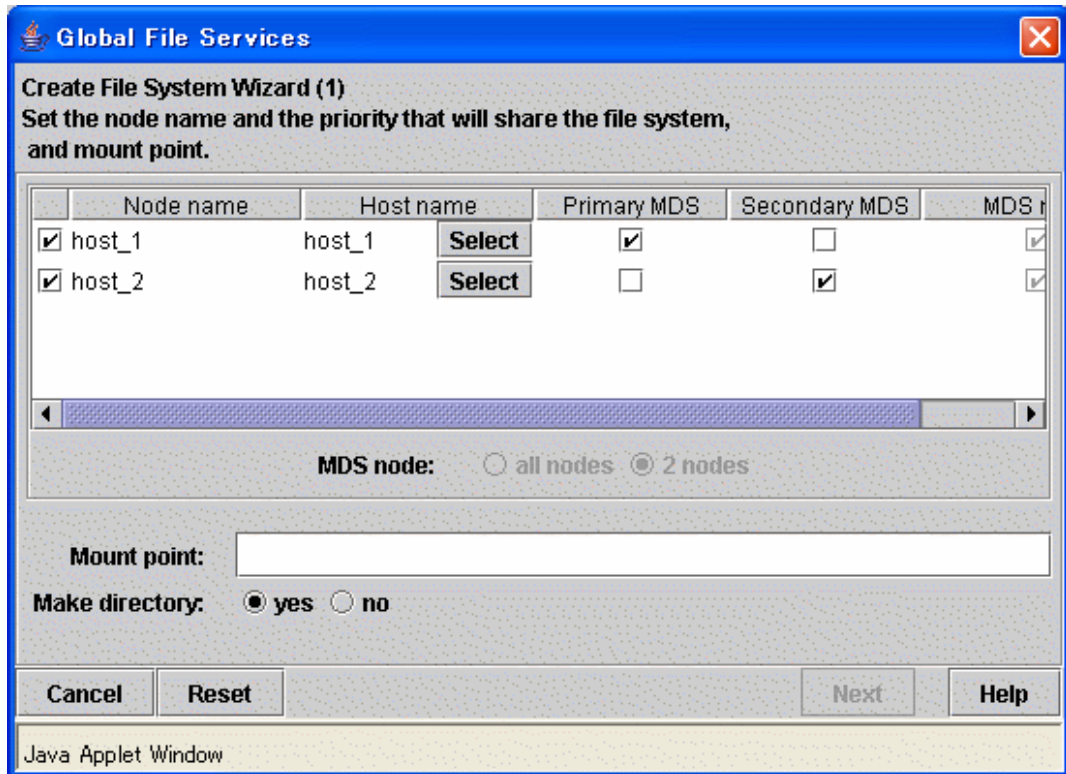 Global File Services
Create File System Wizard (1)
Set the node name and the priority that will share the file system,
and mount point.
Node name Host name Primary MDS Secondary MDS MDS
host_1 host_1 Select
host_2 host_2 Select
MDS node: all nodes 2 nodes
Mount point:
Make directory: yes no
Cancel Reset Next Help
Java Applet Window